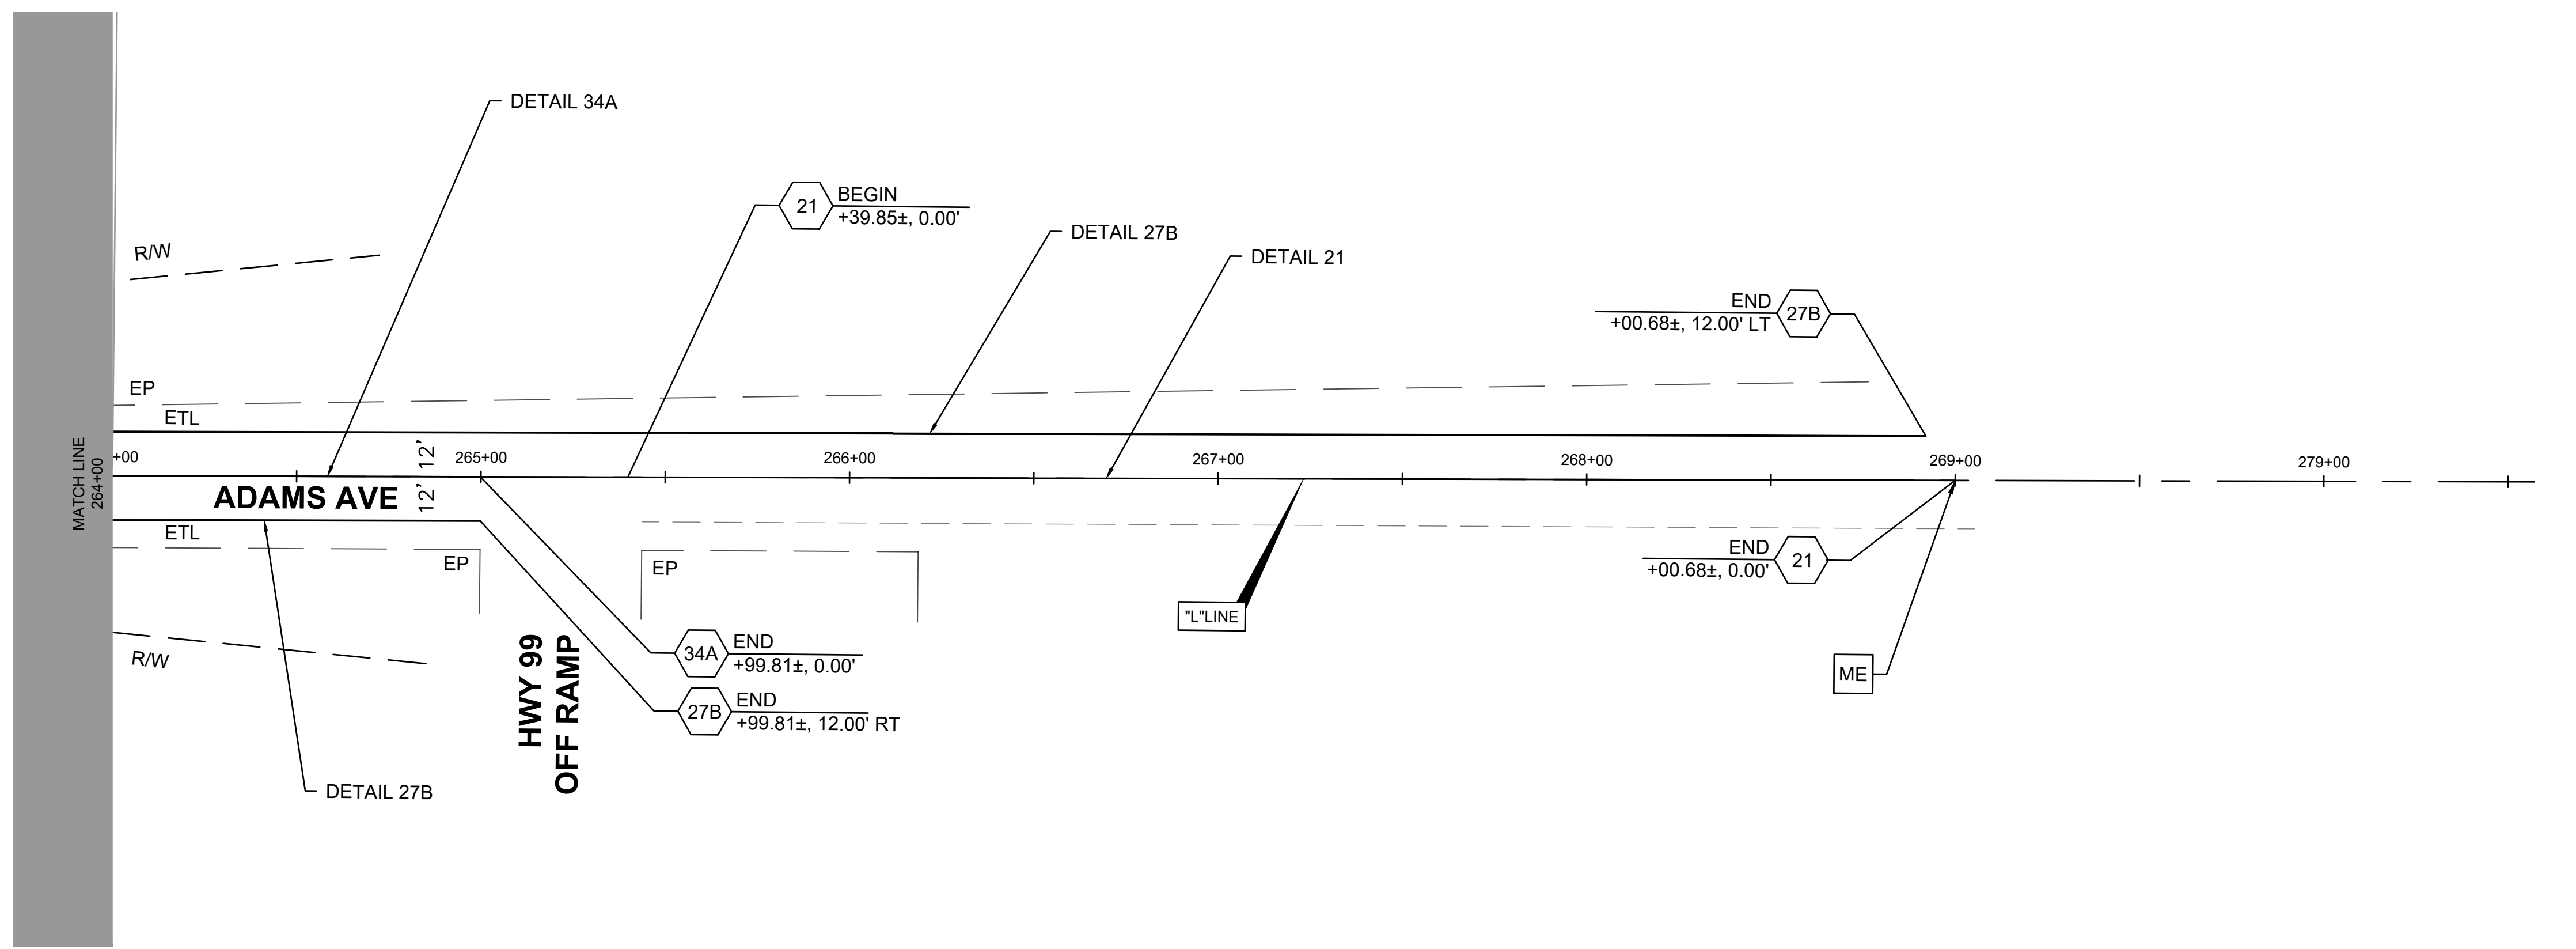 DETAIL 34A
21
BEGIN
+39.85±, 0.00'
DETAIL 27B
DETAIL 21
R/W
END
27B
+00.68±, 12.00' LT
EP
ETL
MATCH LINE
264+00
+00
12' 12'
265+00
266+00
267+00
268+00
269+00
279+00
ADAMS AVE
ETL
EP
EP
END
21
+00.68±, 0.00'
"L"LINE
R/W
HWY 99
OFF RAMP
34A
END
+99.81±, 0.00'
ME
27B
END
+99.81±, 12.00' RT
DETAIL 27B